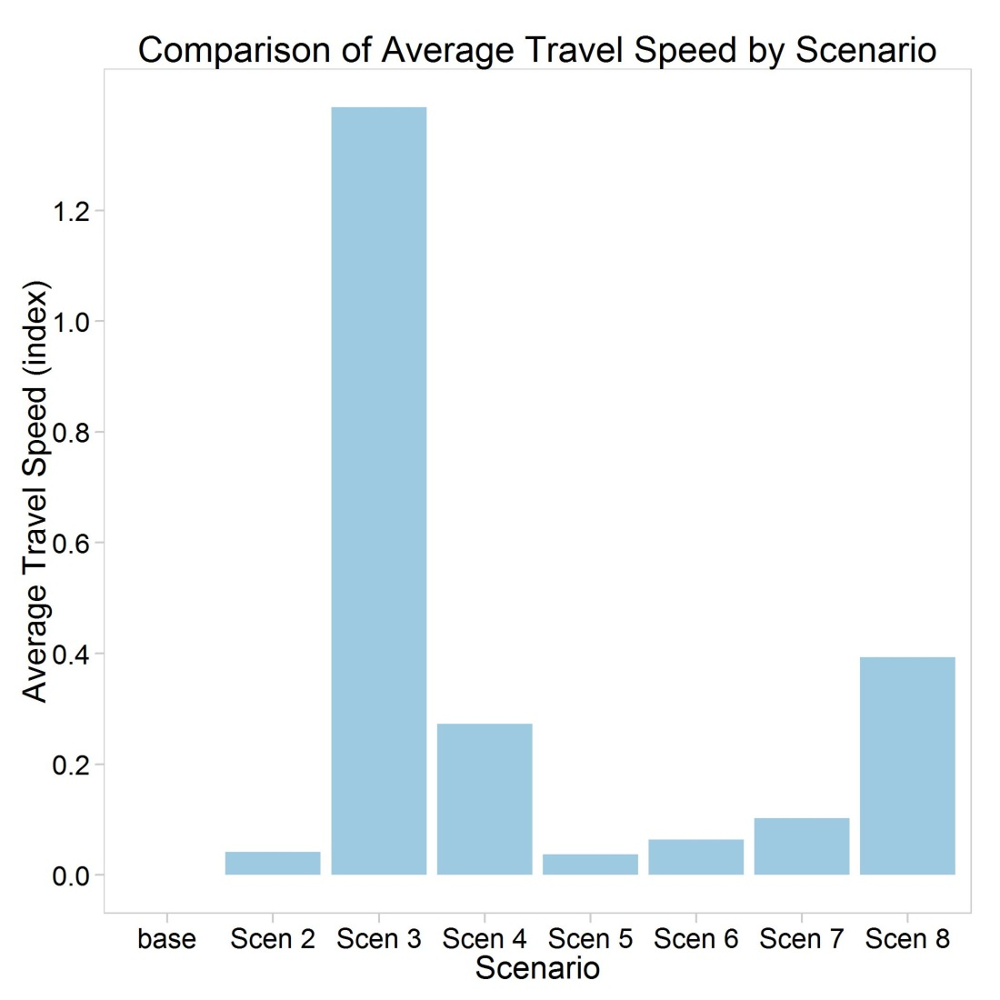 Comparison of Average Travel Speed by Scenario
Average Travel Speed (index)
1.2
1.0
0.8
0.6
0.4
0.2
0.0
base Scen 2 Scen 3 Scen 4 Scen 5 Scen 6 Scen 7 Scen 8
Scenario